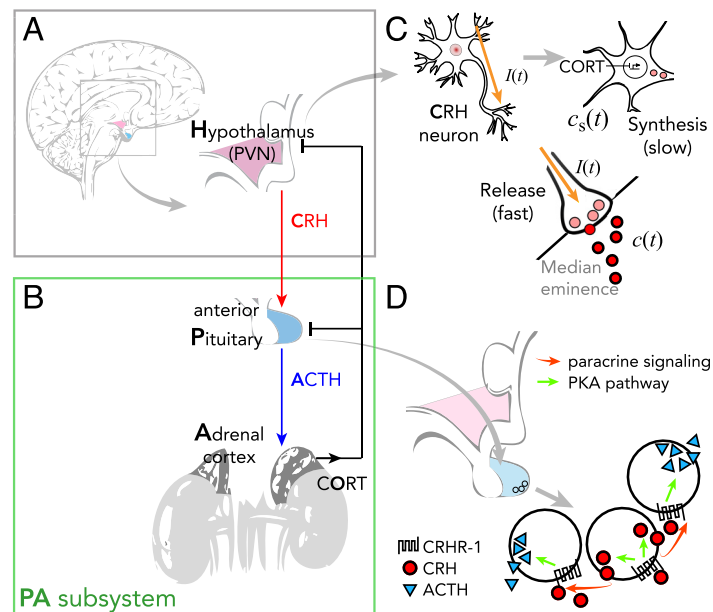 A
Hypothalamus
(PVN)
CRH
B
anterior
Pituitary
ACTH
Adrenal
cortex
CORT
PA subsystem
C
I(t)
CRH
neuron
CORT
cₛ(t)
Synthesis
(slow)
Release
(fast)
I(t)
c(t)
Median
eminence
D
paracrine signaling
PKA pathway
CRHR-1
CRH
ACTH